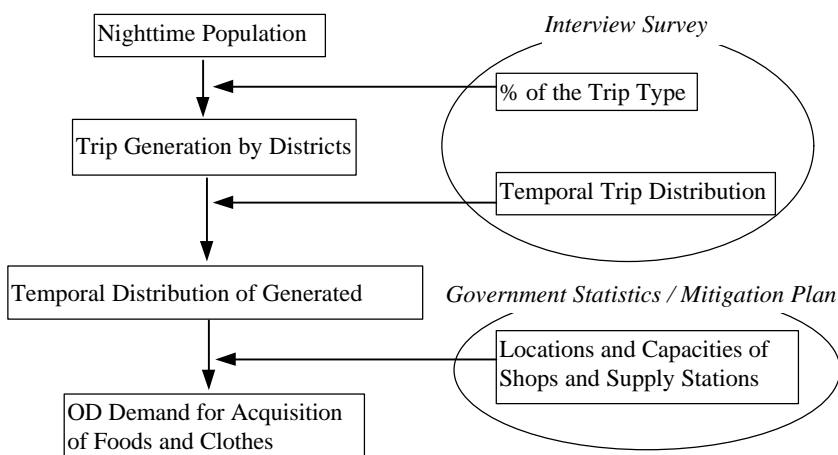 Nighttime Population
Interview Survey
% of the Trip Type
Trip Generation by Districts
Temporal Trip Distribution
Temporal Distribution of Generated
Government Statistics / Mitigation Plan
Locations and Capacities of
Shops and Supply Stations
OD Demand for Acquisition
of Foods and Clothes